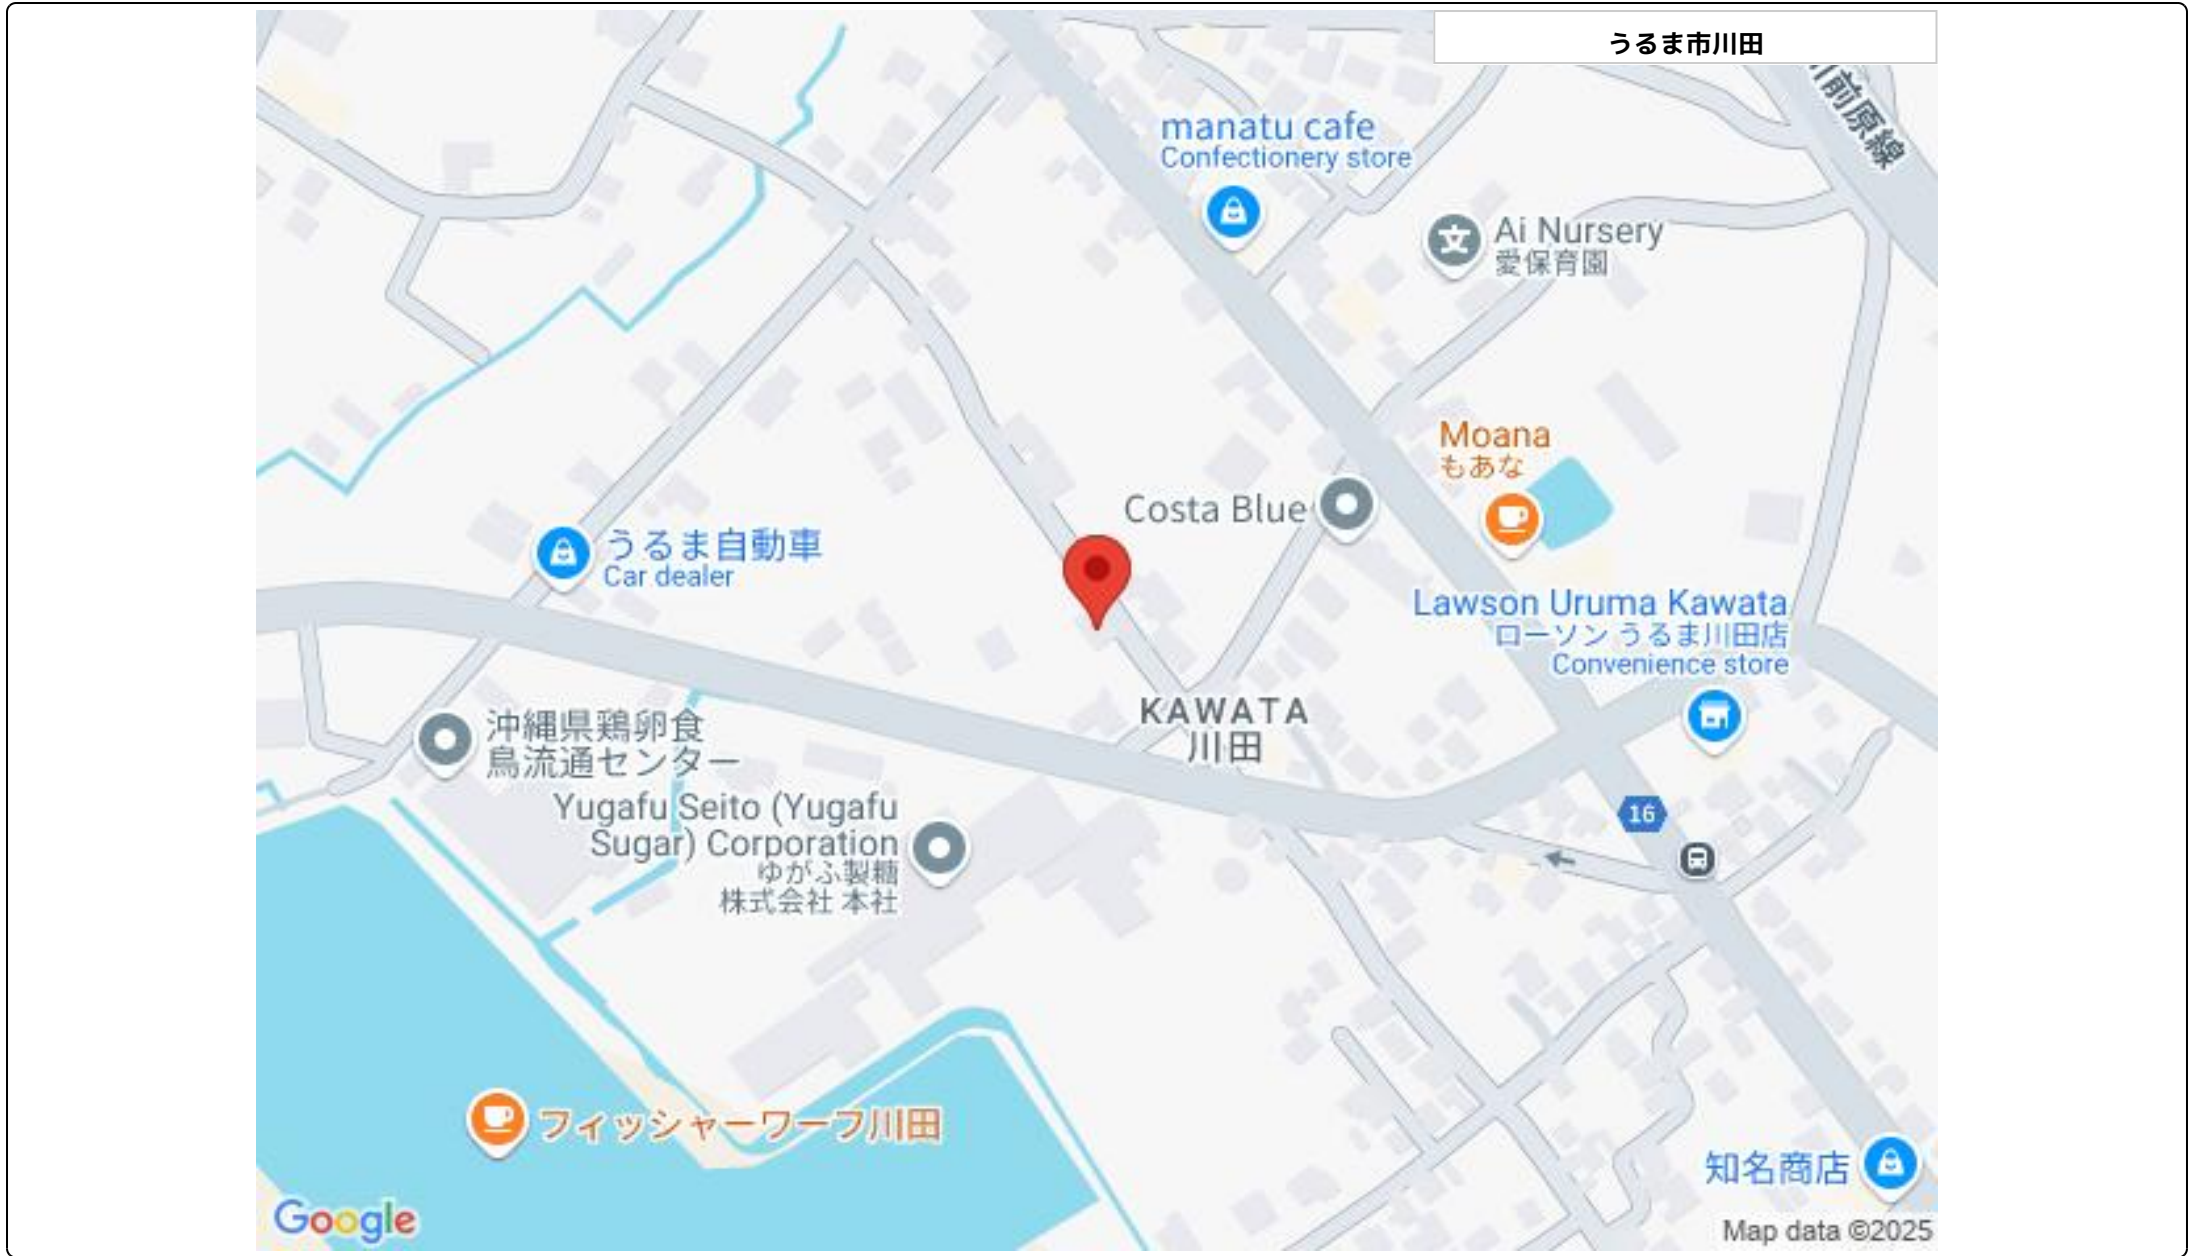 うるま市川田
前原線
manatu cafe
Confectionery store
Ai Nursery
愛保育園
Moana
もあな
Costa Blue
うるま自動車
Car dealer
Lawson Uruma Kawata
ローソン うるま川田店
Convenience store
KAWATA
川田
沖縄県鶏卵食
鳥流通センター
Yugafu Seito (Yugafu
Sugar) Corporation
ゆがふ製糖
株式会社 本社
16
フィッシャーワーフ川田
知名商店
Google
Map data ©2025